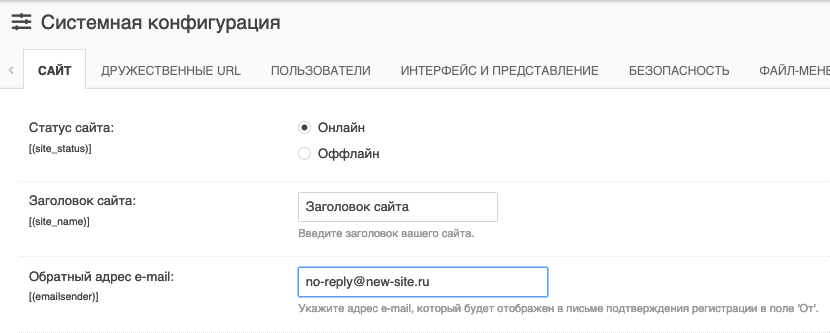 Системная конфигурация
САЙТ ДРУЖЕСТВЕННЫЕ URL ПОЛЬЗОВАТЕЛИ ИНТЕРФЕЙС И ПРЕДСТАВЛЕНИЕ БЕЗОПАСНОСТЬ ФАЙЛ-МЕНЕ
Статус сайта: Онлайн
[(site_status)]
Оффлайн
Заголовок сайта: Заголовок сайта
[(site_name)]
Введите заголовок вашего сайта.
Обратный адрес e-mail: no-reply@new-site.ru
[(emailsender)]
Укажите адрес e-mail, который будет отображен в письме подтверждения регистрации в поле 'От'.